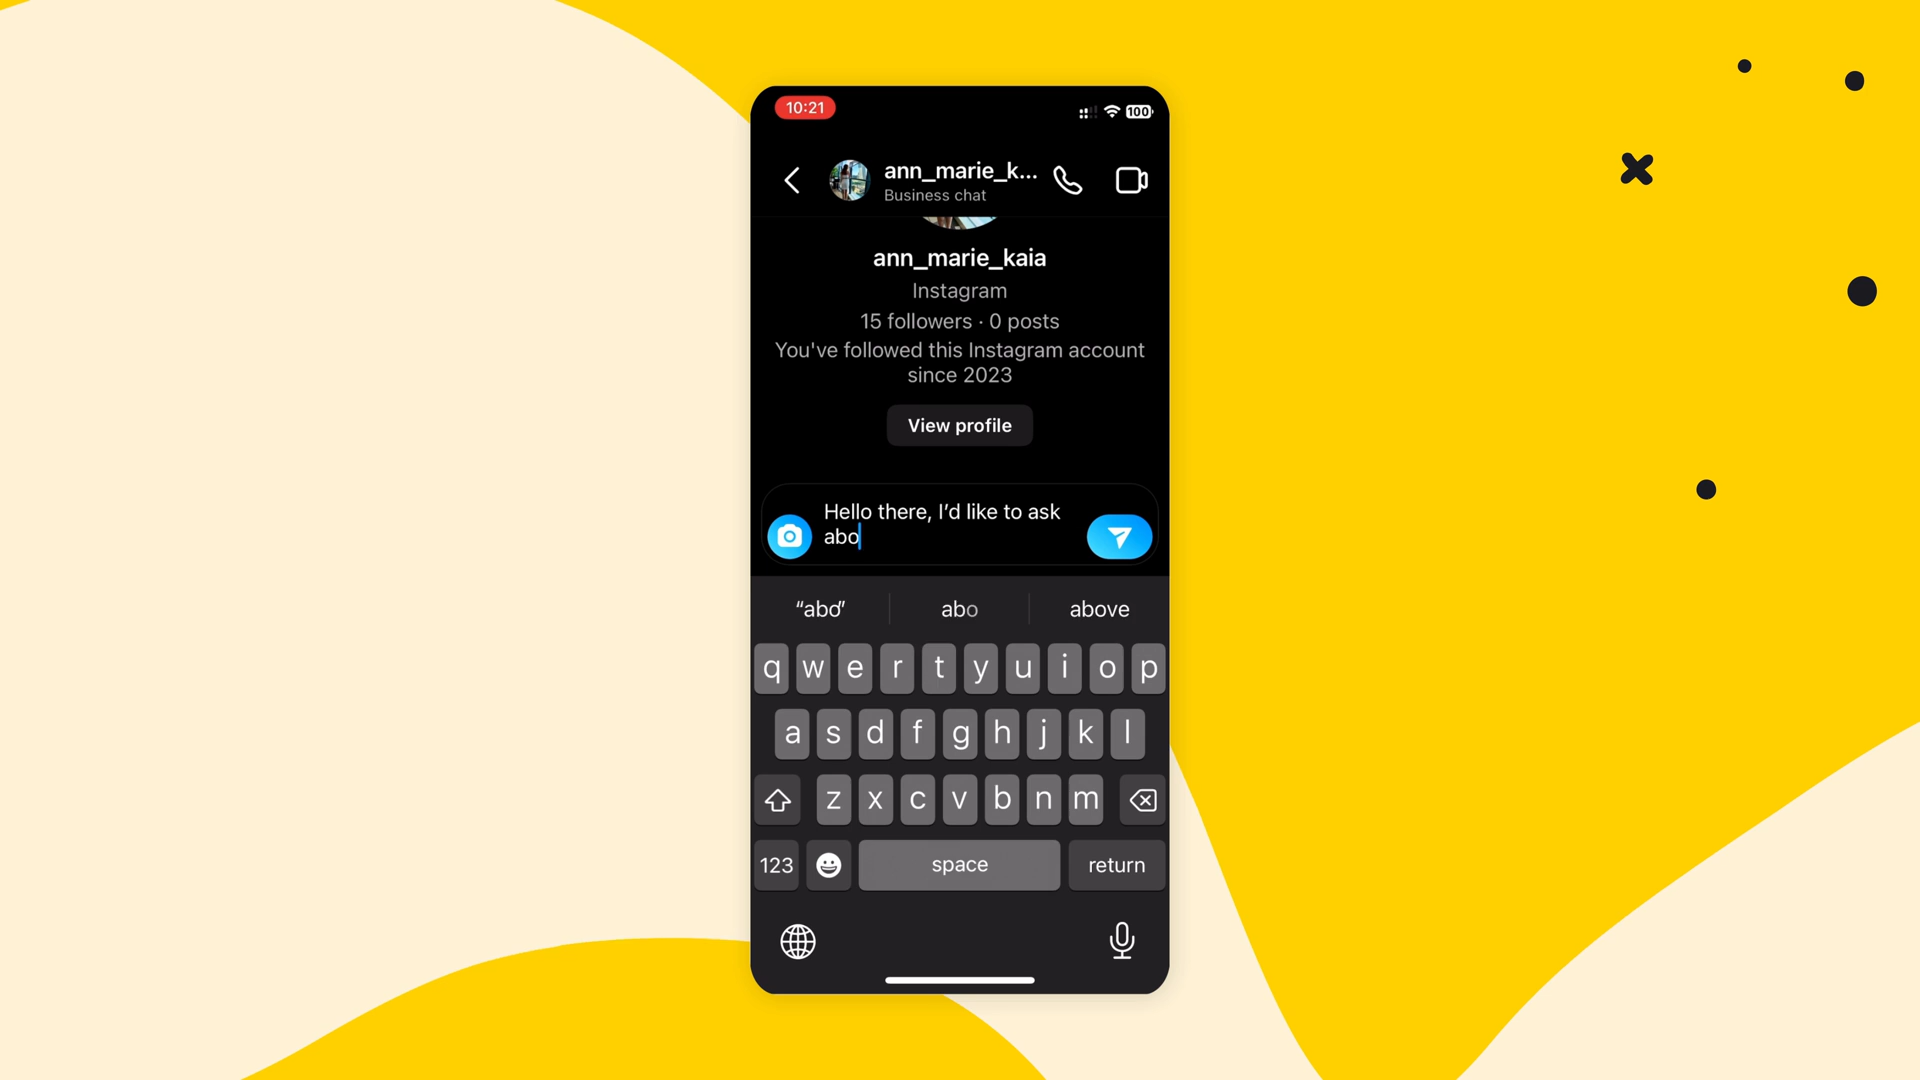 10:21
100
ann_marie_k...
Business chat
ann_marie_kaia
Instagram
15 followers · 0 posts
You've followed this Instagram account
since 2023
View profile
Hello there, I’d like to ask
abo
“abo” abo above
q w e r t y u i o p
a s d f g h j k l
z x c v b n m
123 space return